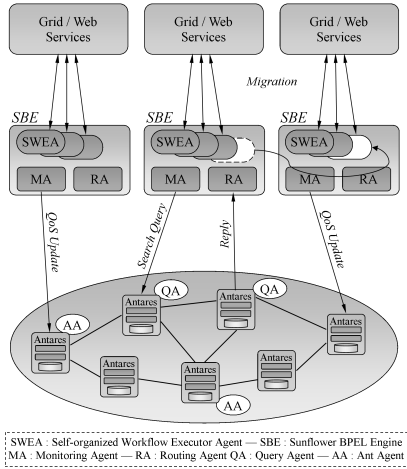 Grid / Web
Services
Grid / Web
Services
Grid / Web
Services
Migration
SBE
SBE
SBE
SWEA
SWEA
SWEA
MA
RA
MA
RA
MA
RA
QoS Update
Search Query
Reply
QoS Update
QA
QA
Antares
Antares
AA
Antares
Antares
Antares
Antares
Antares
AA
SWEA : Self-organized Workflow Executor Agent — SBE : Sunflower BPEL Engine
MA : Monitoring Agent — RA : Routing Agent QA : Query Agent — AA : Ant Agent